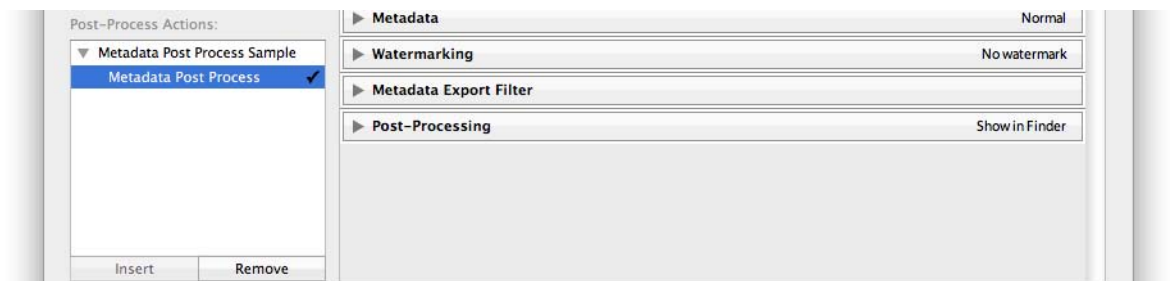 Post-Process Actions:
Metadata Post Process Sample
Metadata Post Process
Insert Remove
Metadata Normal
Watermarking No watermark
Metadata Export Filter
Post-Processing Show in Finder